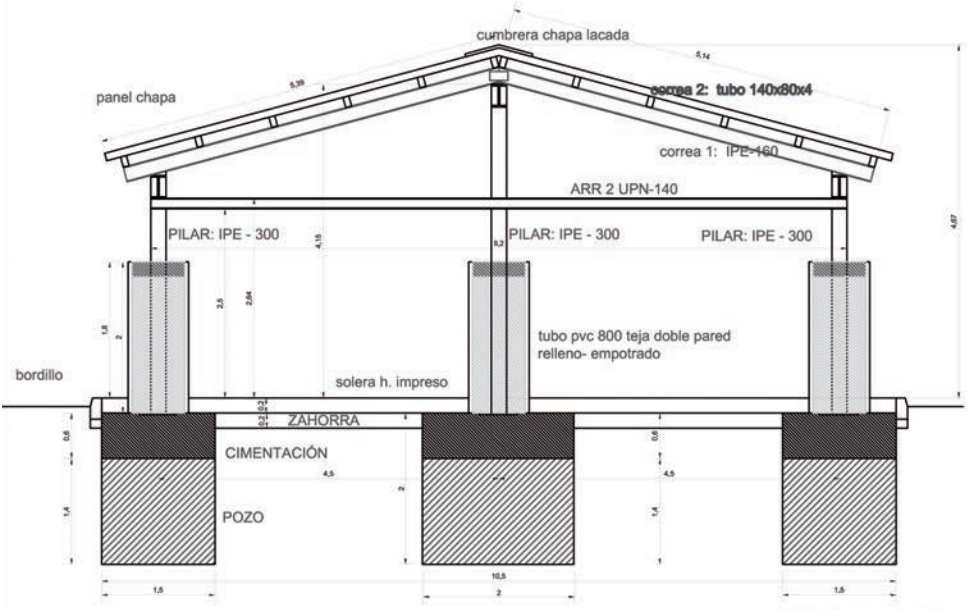 cumbrera chapa lacada
5,14
5,39
panel chapa
correa 2: tubo 140x80x4
correa 1: IPE-160
ARR 2 UPN-140
4,67
PILAR: IPE - 300
4,15
9,2
PILAR: IPE - 300
PILAR: IPE - 300
1,8
2
2,5
2,64
tubo pvc 800 teja doble pared
relleno- empotrado
bordillo
solera h. impreso
0,2
0,2
ZAHORRA
0,6
0,6
CIMENTACIÓN
4,5
4,5
2
1,4
POZO
1,4
10,5
1,5
2
1,5